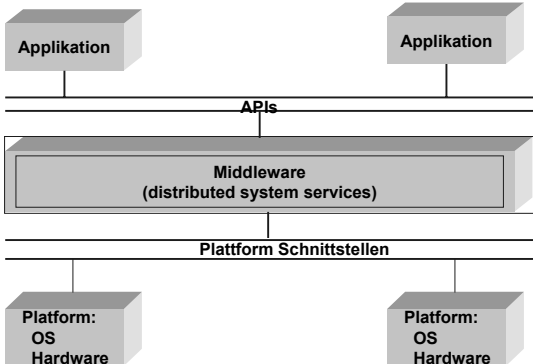 Applikation
Applikation
APIs
Middleware
(distributed system services)
Plattform Schnittstellen
Platform:
OS
Hardware
Platform:
OS
Hardware